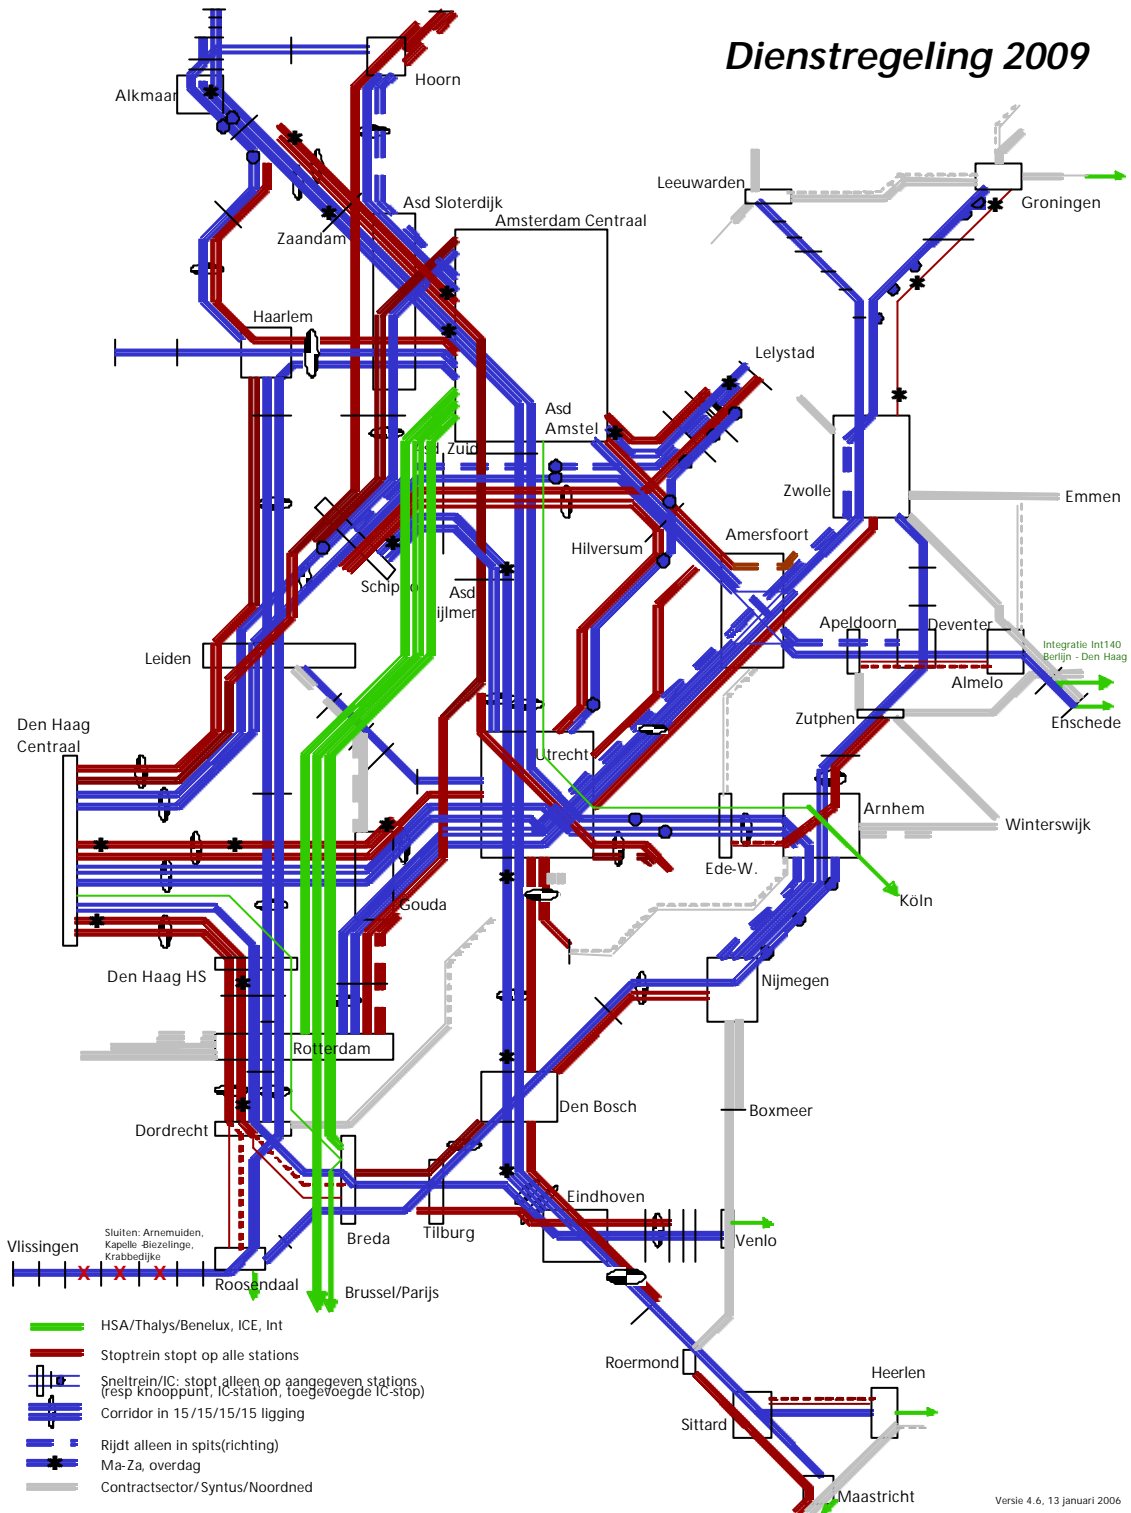 Dienstregeling 2009
Hoorn
Alkmaar
Leeuwarden
Groningen
Asd Sloterdijk
Amsterdam Centraal
Zaandam
Haarlem
Lelystad
Asd
Amstel
Asd Zuid
Zwolle
Emmen
Amersfoort
Hilversum
Schiphol
Asd
Bijlmer
Apeldoorn
Deventer
Leiden
Integratie Int140
Berlijn - Den Haag
Almelo
Den Haag
Centraal
Zutphen
Enschede
Utrecht
Arnhem
Winterswijk
Ede-W.
Gouda
Köln
Den Haag HS
Nijmegen
Rotterdam
Den Bosch
Boxmeer
Dordrecht
Eindhoven
Sluiten: Arnemuiden,
Kapelle -Biezelinge,
Krabbedijke
Vlissingen
X X X
Breda
Tilburg
Venlo
Roosendaal
Brussel/Parijs
HSA/Thalys/Benelux, ICE, Int
Stoptrein stopt op alle stations
Sneltrein/IC: stopt alleen op aangegeven stations
(resp knooppunt, IC-station, toegevoegde IC-stop)
Corridor in 15/15/15/15 ligging
Rijdt alleen in spits(richting)
Ma-Za, overdag
Contractsector/Syntus/Noordned
Roermond
Heerlen
Sittard
Maastricht
Versie 4.6, 13 januari 2006